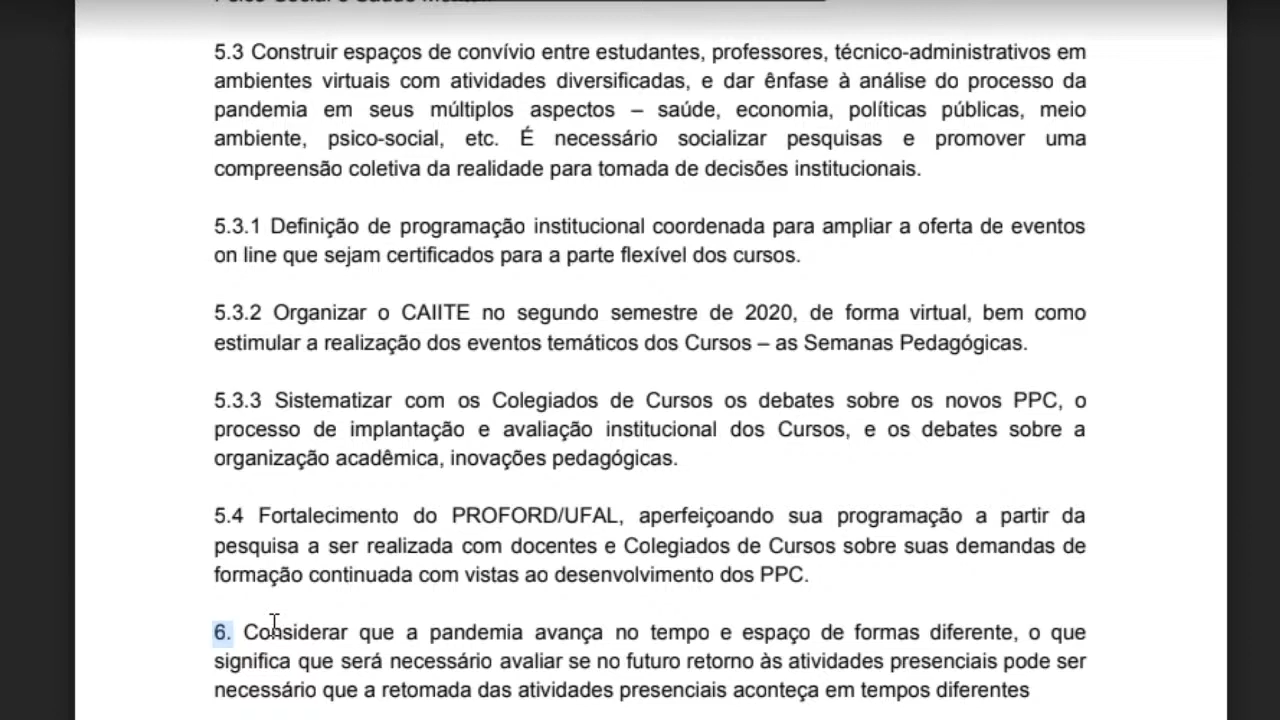 5.3 Construir espaços de convívio entre estudantes, professores, técnico-administrativos em
ambientes virtuais com atividades diversificadas, e dar ênfase à análise do processo da
pandemia em seus múltiplos aspectos – saúde, economia, políticas públicas, meio
ambiente, psico-social, etc. É necessário socializar pesquisas e promover uma
compreensão coletiva da realidade para tomada de decisões institucionais.
5.3.1 Definição de programação institucional coordenada para ampliar a oferta de eventos
on line que sejam certificados para a parte flexível dos cursos.
5.3.2 Organizar o CAIITE no segundo semestre de 2020, de forma virtual, bem como
estimular a realização dos eventos temáticos dos Cursos – as Semanas Pedagógicas.
5.3.3 Sistematizar com os Colegiados de Cursos os debates sobre os novos PPC, o
processo de implantação e avaliação institucional dos Cursos, e os debates sobre a
organização acadêmica, inovações pedagógicas.
5.4 Fortalecimento do PROFORD/UFAL, aperfeiçoando sua programação a partir da
pesquisa a ser realizada com docentes e Colegiados de Cursos sobre suas demandas de
formação continuada com vistas ao desenvolvimento dos PPC.
6. Considerar que a pandemia avança no tempo e espaço de formas diferente, o que
significa que será necessário avaliar se no futuro retorno às atividades presenciais pode ser
necessário que a retomada das atividades presenciais aconteça em tempos diferentes